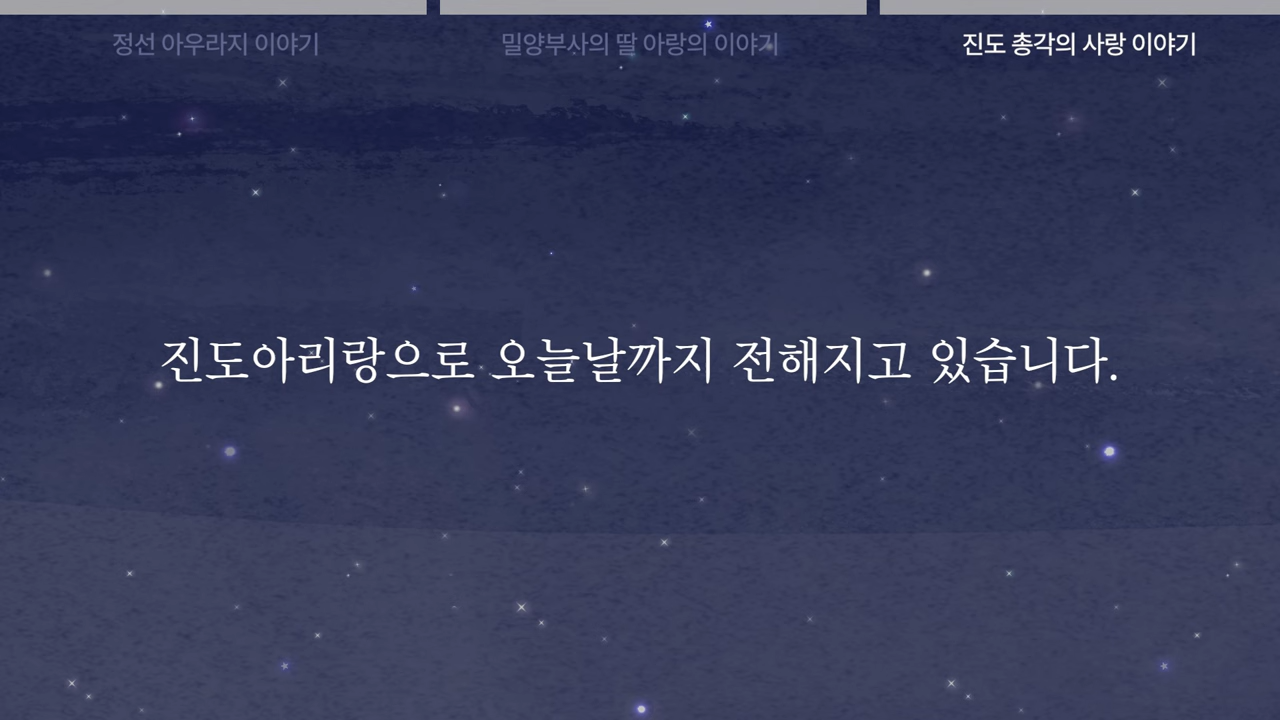 정선 아우라지 이야기
밀양부사의 딸 아랑의 이야기
진도 총각의 사랑 이야기
진도아리랑으로 오늘날까지 전해지고 있습니다.